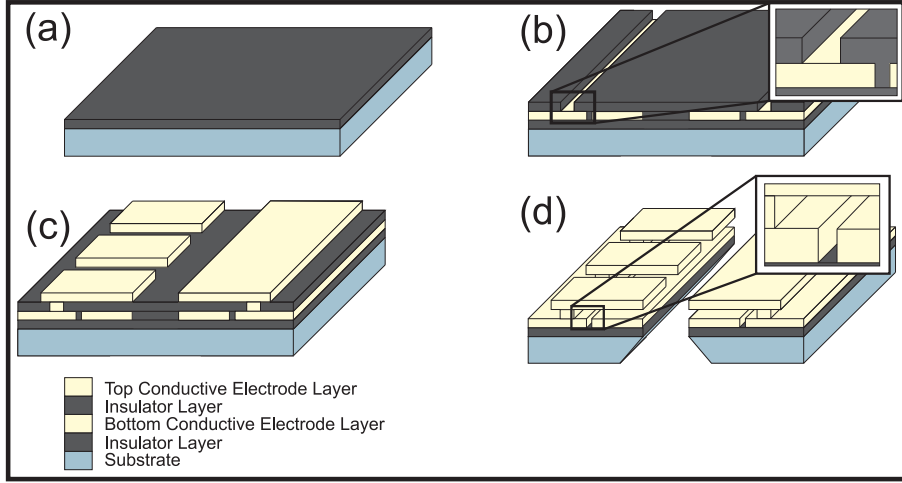 (a)
(b)
(c)
(d)
Top Conductive Electrode Layer
Insulator Layer
Bottom Conductive Electrode Layer
Insulator Layer
Substrate